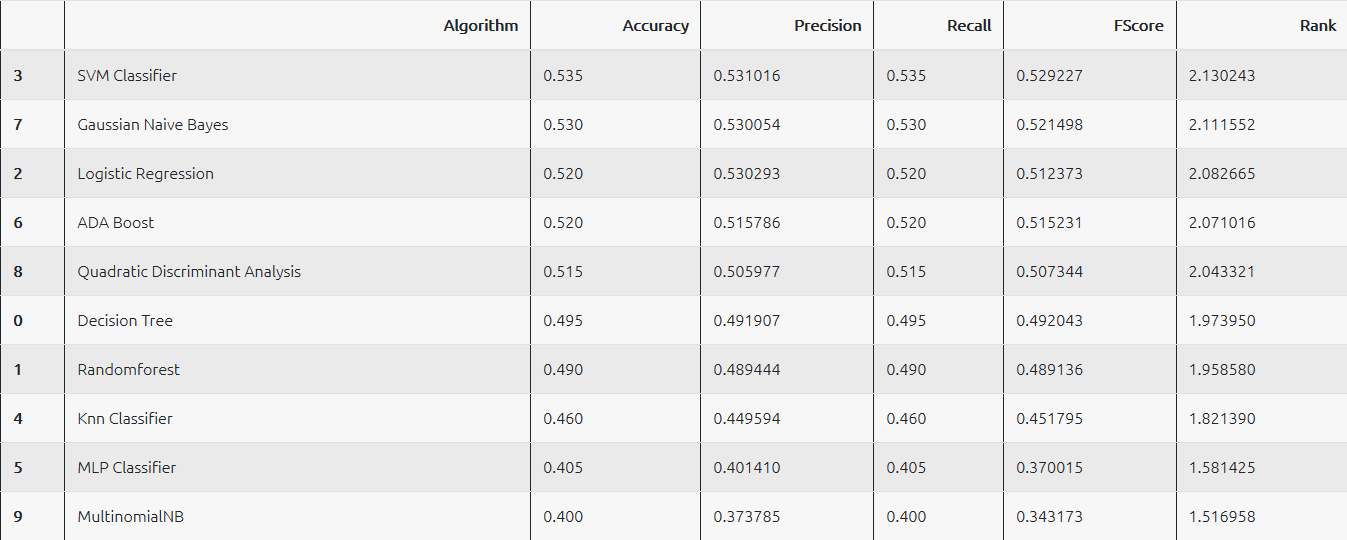 Algorithm Accuracy Precision Recall FScore Rank
3 SVM Classifier 0.535 0.531016 0.535 0.529227 2.130243
7 Gaussian Naive Bayes 0.530 0.530054 0.530 0.521498 2.111552
2 Logistic Regression 0.520 0.530293 0.520 0.512373 2.082665
6 ADA Boost 0.520 0.515786 0.520 0.515231 2.071016
8 Quadratic Discriminant Analysis 0.515 0.505977 0.515 0.507344 2.043321
0 Decision Tree 0.495 0.491907 0.495 0.492043 1.973950
1 Randomforest 0.490 0.489444 0.490 0.489136 1.958580
4 Knn Classifier 0.460 0.449594 0.460 0.451795 1.821390
5 MLP Classifier 0.405 0.401410 0.405 0.370015 1.581425
9 MultinomialNB 0.400 0.373785 0.400 0.343173 1.516958